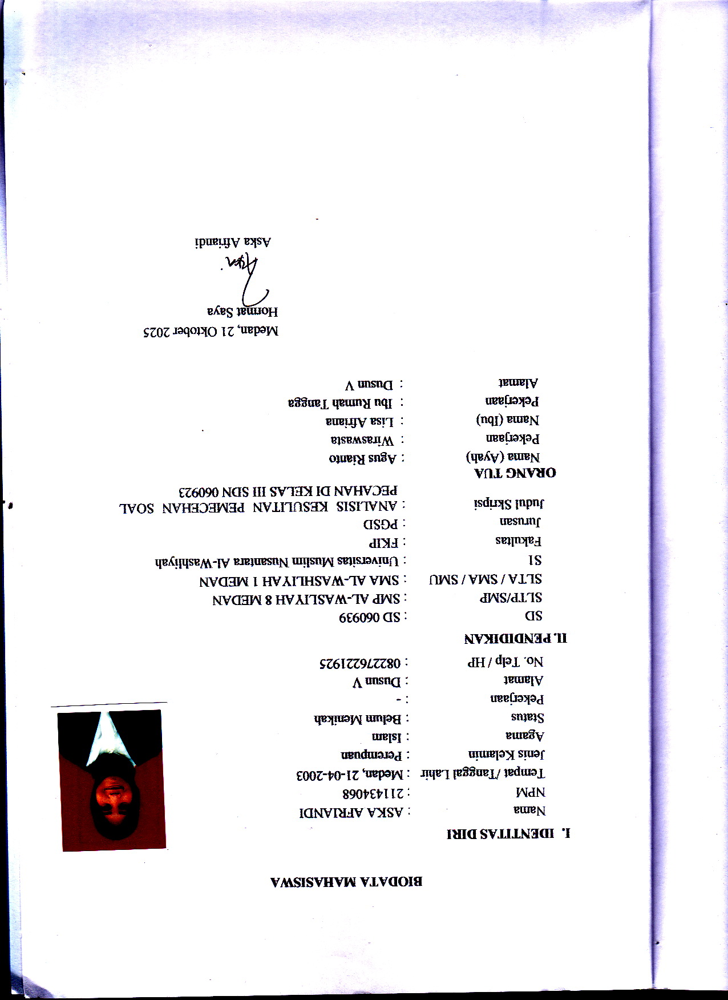 BIODATA MAHASISWA
I. IDENTITAS DIRI
Nama : ASKA AFRIANDI
NPM : 211434068
Tempat /Tanggal Lahir : Medan, 21-04-2003
Jenis Kelamin : Perempuan
Agama : Islam
Status : Belum Menikah
Pekerjaan : -
Alamat : Dusun V
No. Telp / HP : 082276221925
II. PENDIDIKAN
SD : SD 060939
SLTP/SMP : SMP AL-WASLIYAH 8 MEDAN
SLTA / SMA / SMU : SMA AL-WASHLIYAH 1 MEDAN
S1 : Universitas Muslim Nusantara Al-Washliyah
Fakultas : FKIP
Jurusan : PGSD
Judul Skripsi : ANALISIS KESULITAN PEMECEHAN SOAL
PECAHAN DI KELAS III SDN 060923
ORANG TUA
Nama (Ayah) : Agus Rianto
Pekerjaan : Wiraswasta
Nama (Ibu) : Lisa Afriana
Pekerjaan : Ibu Rumah Tangga
Alamat : Dusun V
Medan, 21 Oktober 2025
Hormat Saya
Aska Afriandi